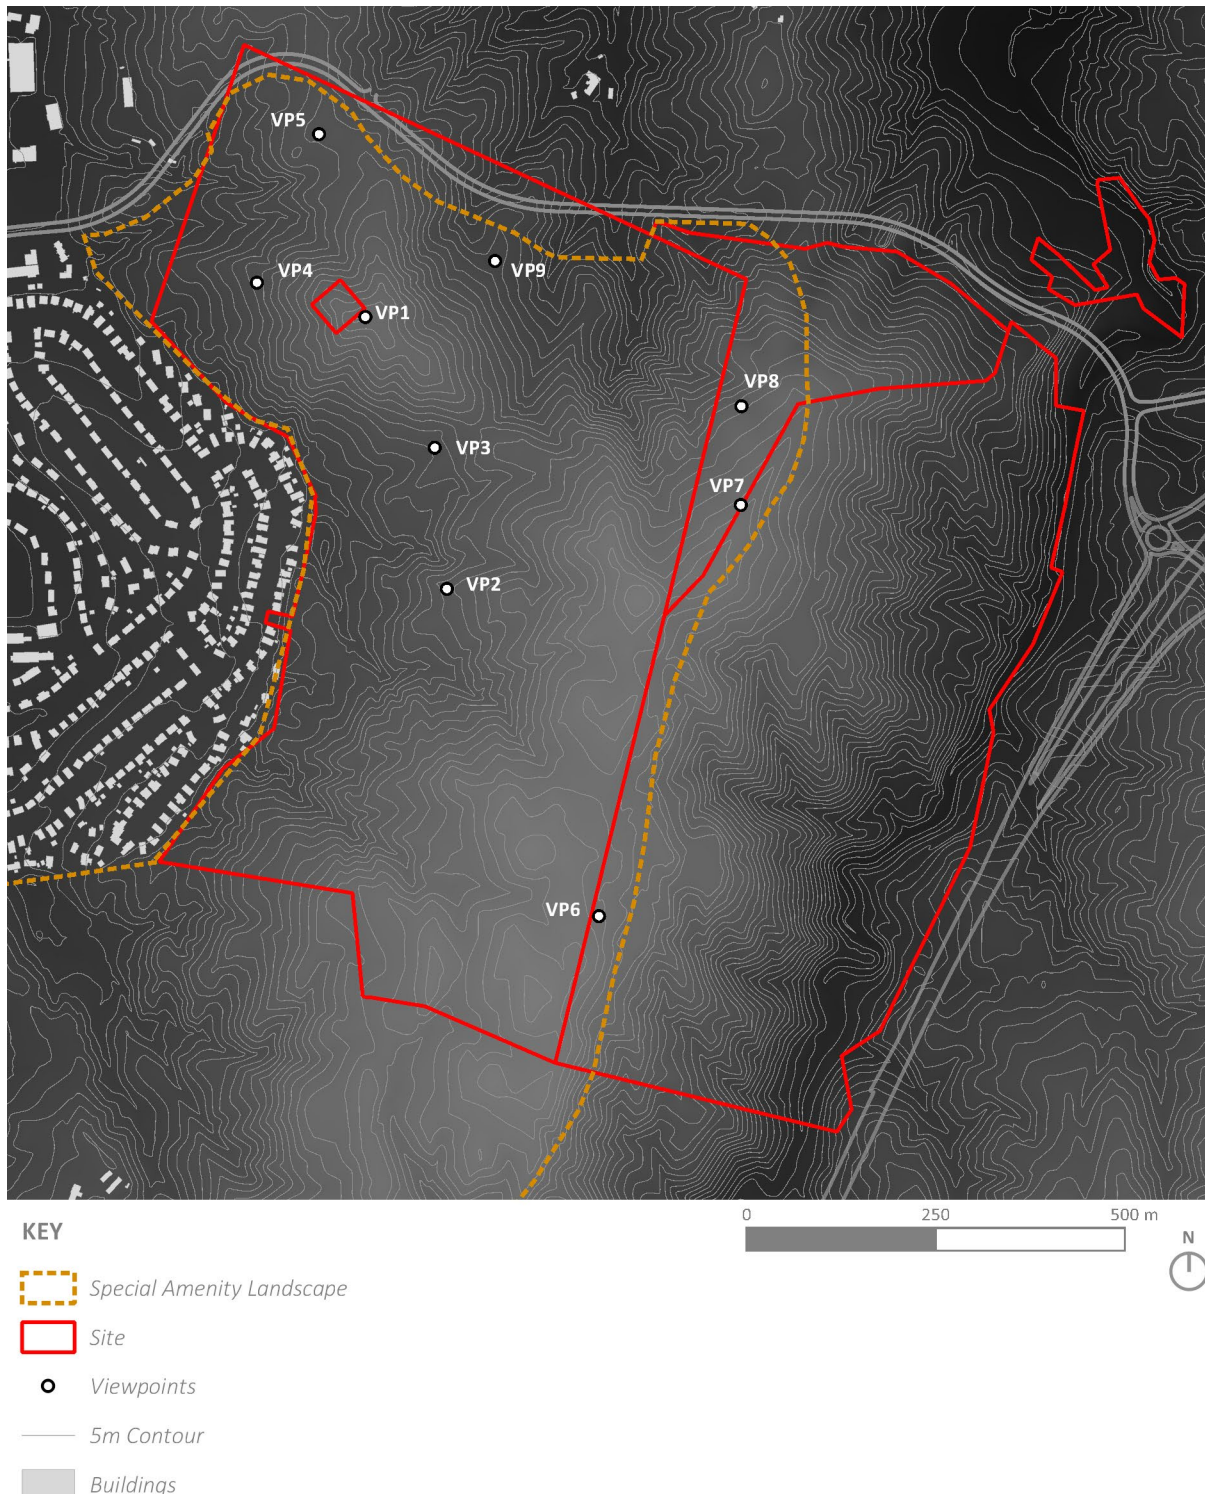 VP5
VP4
VP9
VP1
VP8
VP3
VP7
VP2
VP6
0 250 500 m
KEY
N
Special Amenity Landscape
Site
Viewpoints
5m Contour
Buildings